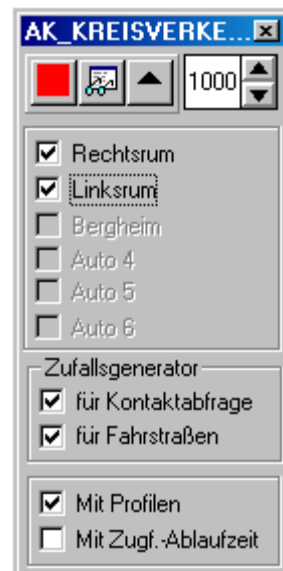 AK_KREISVERKE...
1000
Rechtsrum
Linksrum
Bergheim
Auto 4
Auto 5
Auto 6
Zufallsgenerator
für Kontaktabfrage
für Fahrstraßen
Mit Profilen
Mit Zugf.-Ablaufzeit